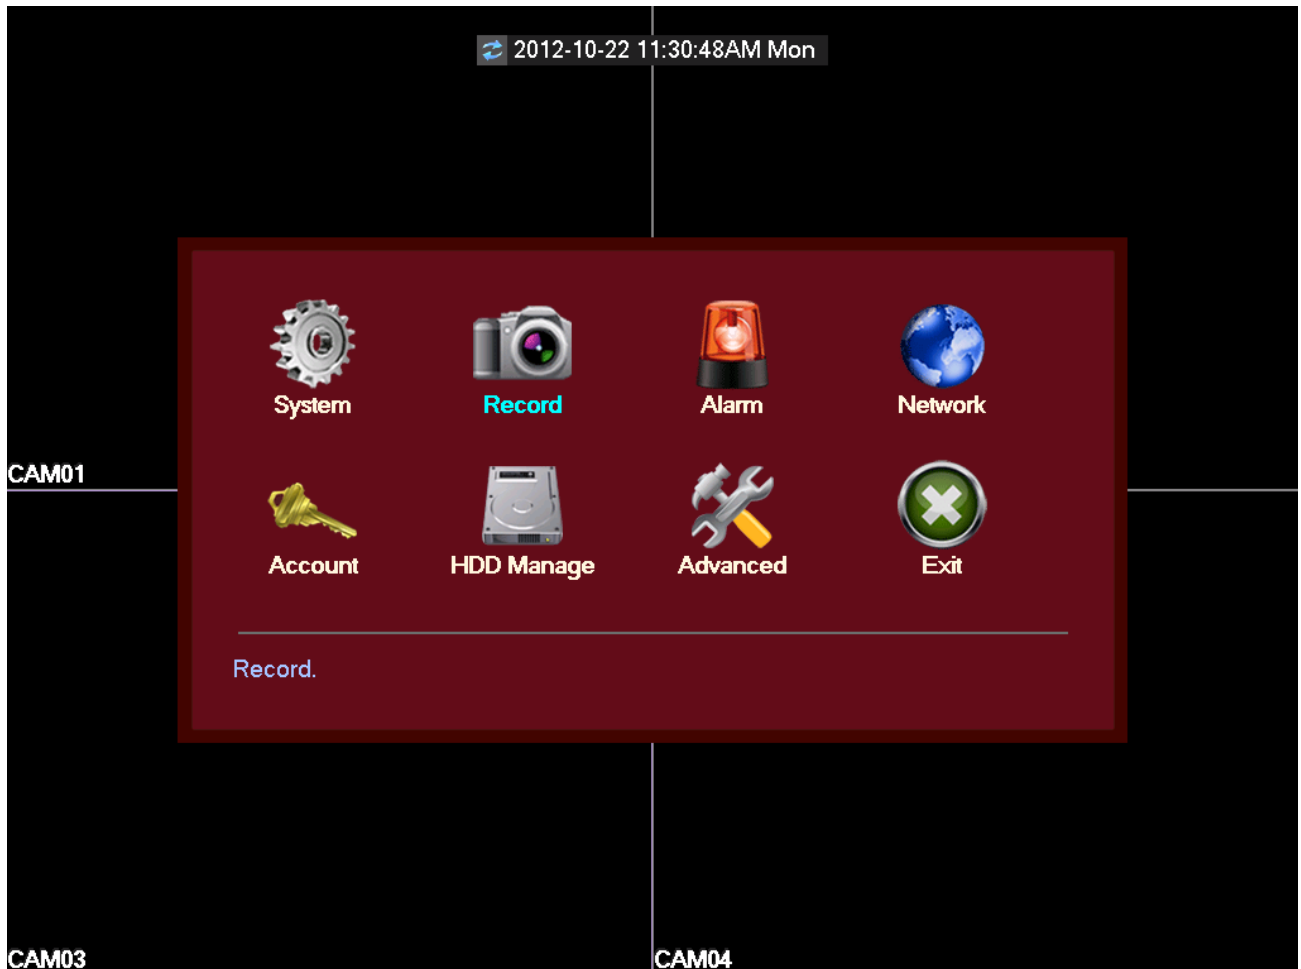 2012-10-22 11:30:48AM Mon
System
Record
Alarm
Network
CAM01
Account
HDD Manage
Advanced
Exit
Record.
CAM03
CAM04